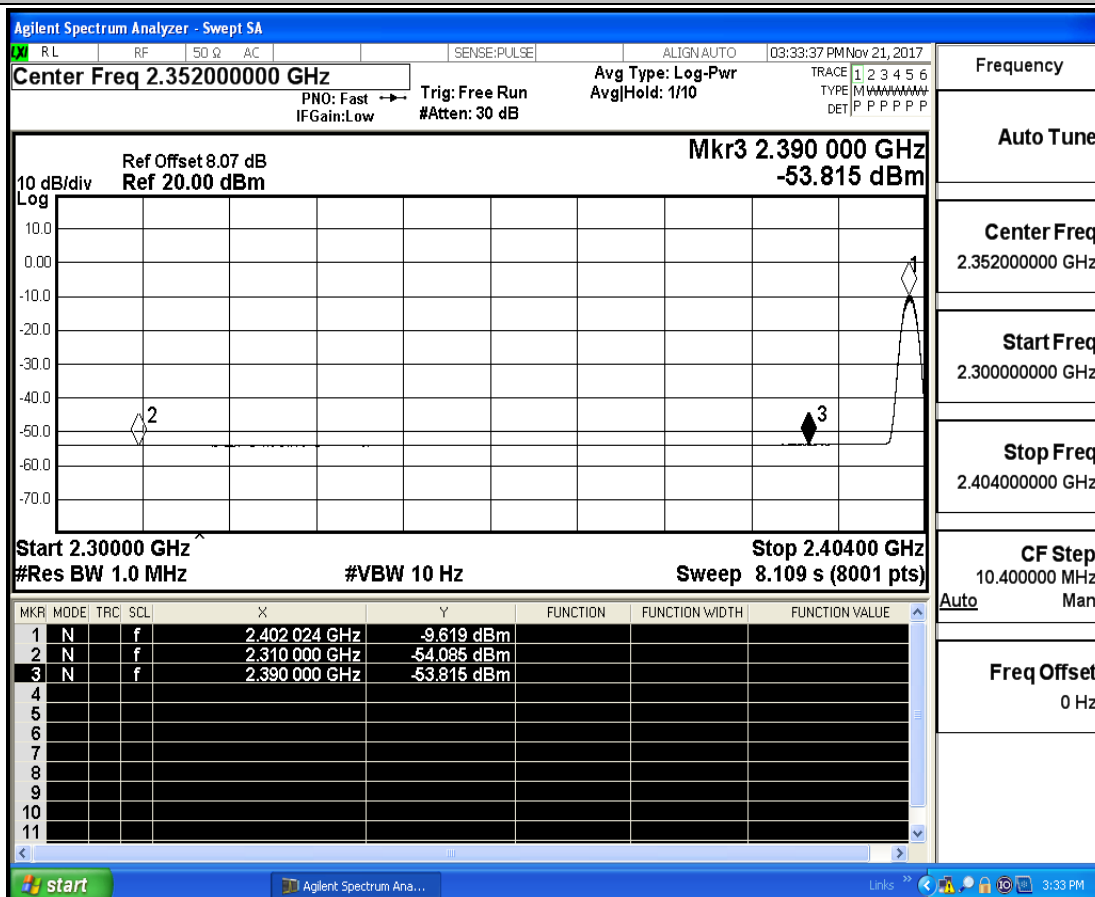 Agilent Spectrum Analyzer - Swept SA
LXI RL RF 50 Ω AC SENSE:PULSE ALIGN AUTO 03:33:37 PM Nov 21, 2017
Center Freq 2.352000000 GHz
PNO: Fast
IFGain:Low
Trig: Free Run
#Atten: 30 dB
Avg Type: Log-Pwr
Avg|Hold: 1/10
TRACE 1 2 3 4 5 6
TYPE M WWWWW
DET P P P P P P
Mkr3 2.390 000 GHz
-53.815 dBm
Ref Offset 8.07 dB
10 dB/div Ref 20.00 dBm
Log
10.0
0.00
-10.0
-20.0
-30.0
-40.0
-50.0
-60.0
-70.0
1
2
3
Start 2.30000 GHz Stop 2.40400 GHz
#Res BW 1.0 MHz #VBW 10 Hz Sweep 8.109 s (8001 pts)
MKR MODE TRC SCL X Y FUNCTION FUNCTION WIDTH FUNCTION VALUE
1 N f 2.402 024 GHz -9.619 dBm
2 N f 2.310 000 GHz -54.085 dBm
3 N f 2.390 000 GHz -53.815 dBm
4
5
6
7
8
9
10
11
Frequency
Auto Tune
Center Freq
2.352000000 GHz
Start Freq
2.300000000 GHz
Stop Freq
2.404000000 GHz
CF Step
10.400000 MHz
Auto Man
Freq Offset
0 Hz
start Agilent Spectrum Ana... Links » 10 3:33 PM